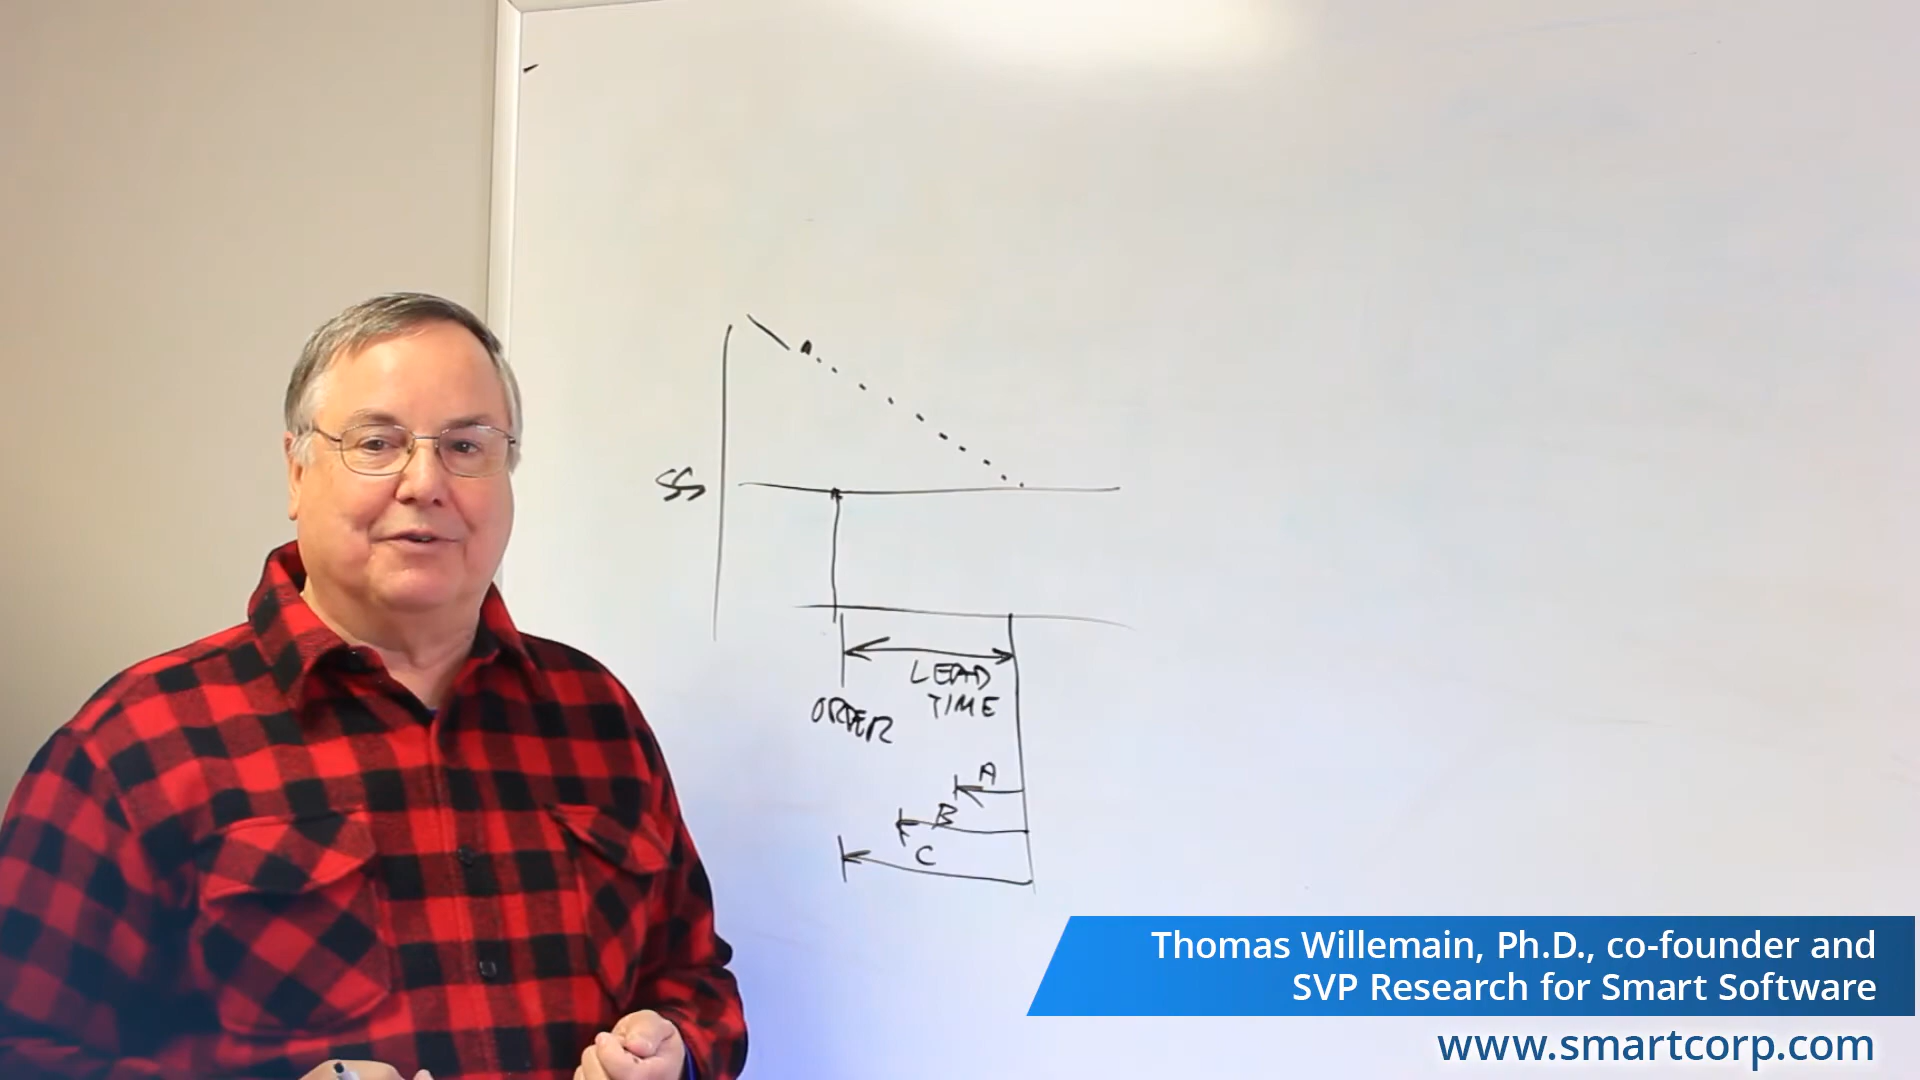 SS
LEAD
TIME
ORDER
A
B
C
Thomas Willemain, Ph.D., co-founder and
SVP Research for Smart Software
www.smartcorp.com